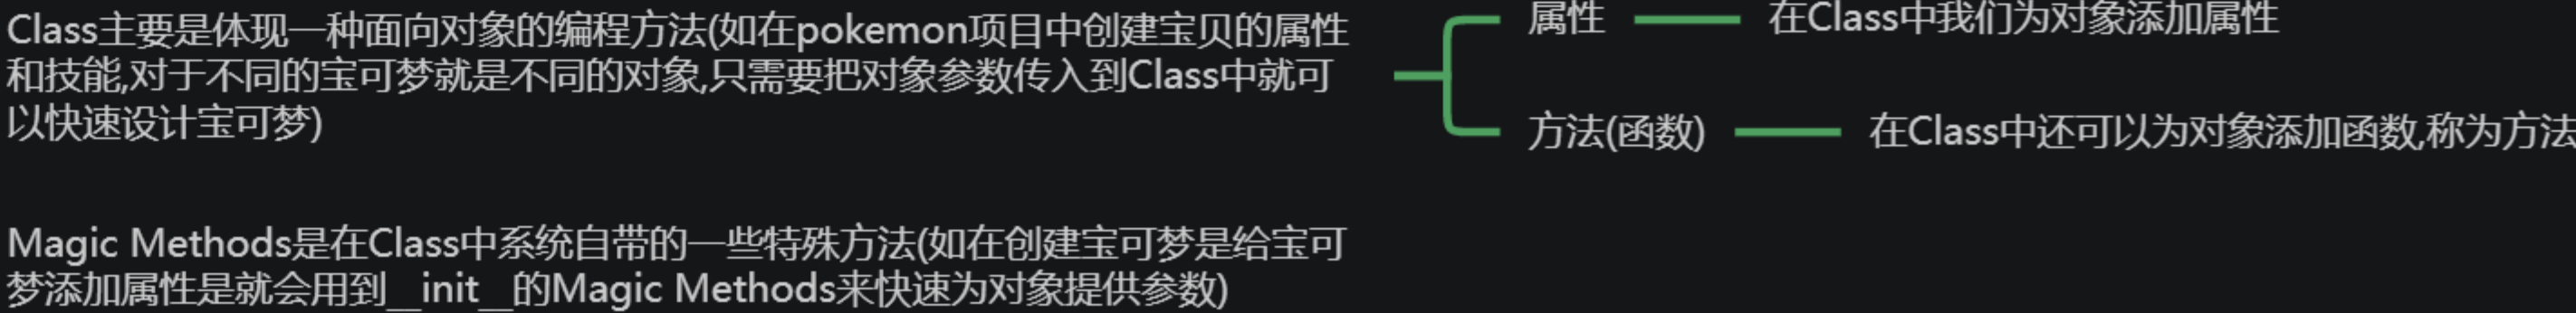 Class主要是体现一种面向对象的编程方法(如在pokemon项目中创建宝贝的属性
和技能,对于不同的宝可梦就是不同的对象,只需要把对象参数传入到Class中就可
以快速设计宝可梦)
属性
在Class中我们为对象添加属性
方法(函数)
在Class中还可以为对象添加函数,称为方法
Magic Methods是在Class中系统自带的一些特殊方法(如在创建宝可梦是给宝可
梦添加属性是就会用到__init__的Magic Methods来快速为对象提供参数)